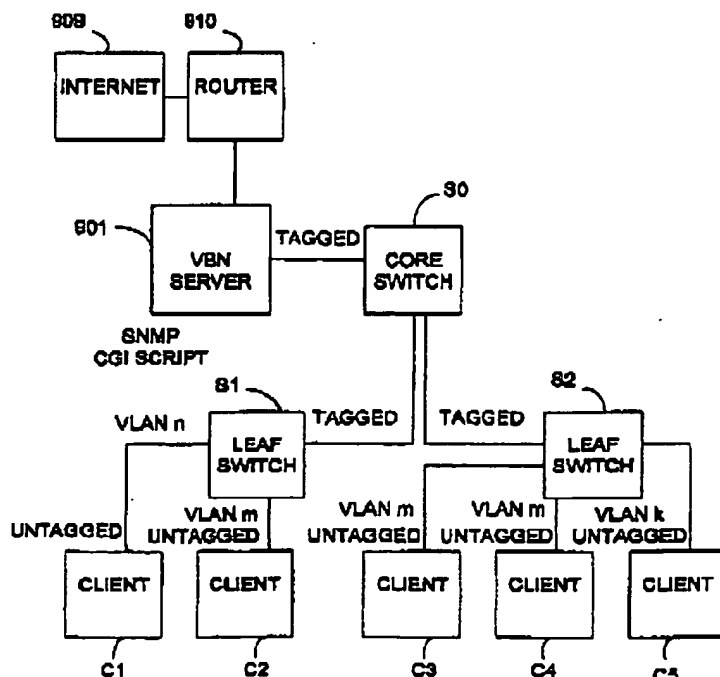 909
910
INTERNET
ROUTER
901
S0
TAGGED
VBN
SERVER
CORE
SWITCH
SNMP
CGI SCRIPT
S1
S2
VLAN n
TAGGED
TAGGED
LEAF
SWITCH
LEAF
SWITCH
UNTAGGED
VLAN m
UNTAGGED
VLAN m
UNTAGGED
VLAN m
UNTAGGED
VLAN k
UNTAGGED
CLIENT
CLIENT
CLIENT
CLIENT
CLIENT
C1
C2
C3
C4
C5